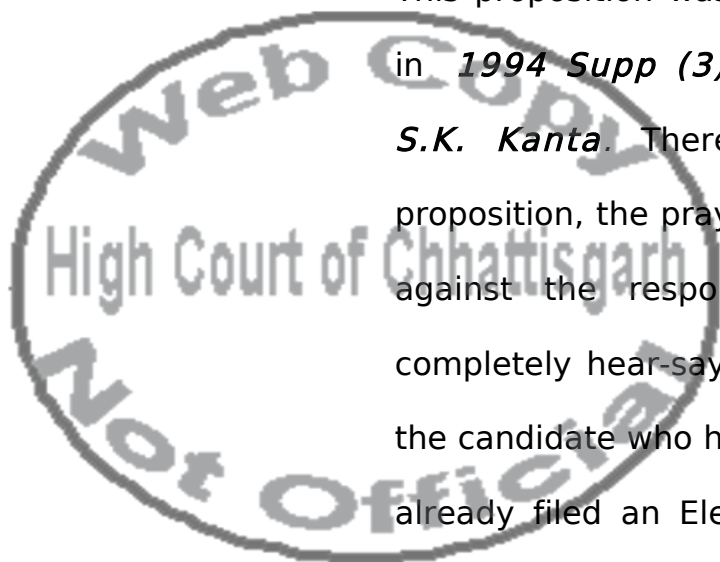 This proposition was
in 1994 Supp (3)
S.K. Kanta. There
proposition, the pray
against the respo
completely hear-say
the candidate who h
already filed an Ele
Web Copy
High Court of Chhattisgarh
Not Official